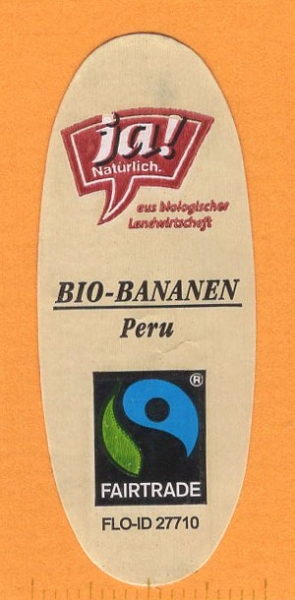 ja!
Natürlich.
aus biologischer
Landwirtschaft
BIO-BANANEN
Peru
®
FAIRTRADE
FLO-ID 27710